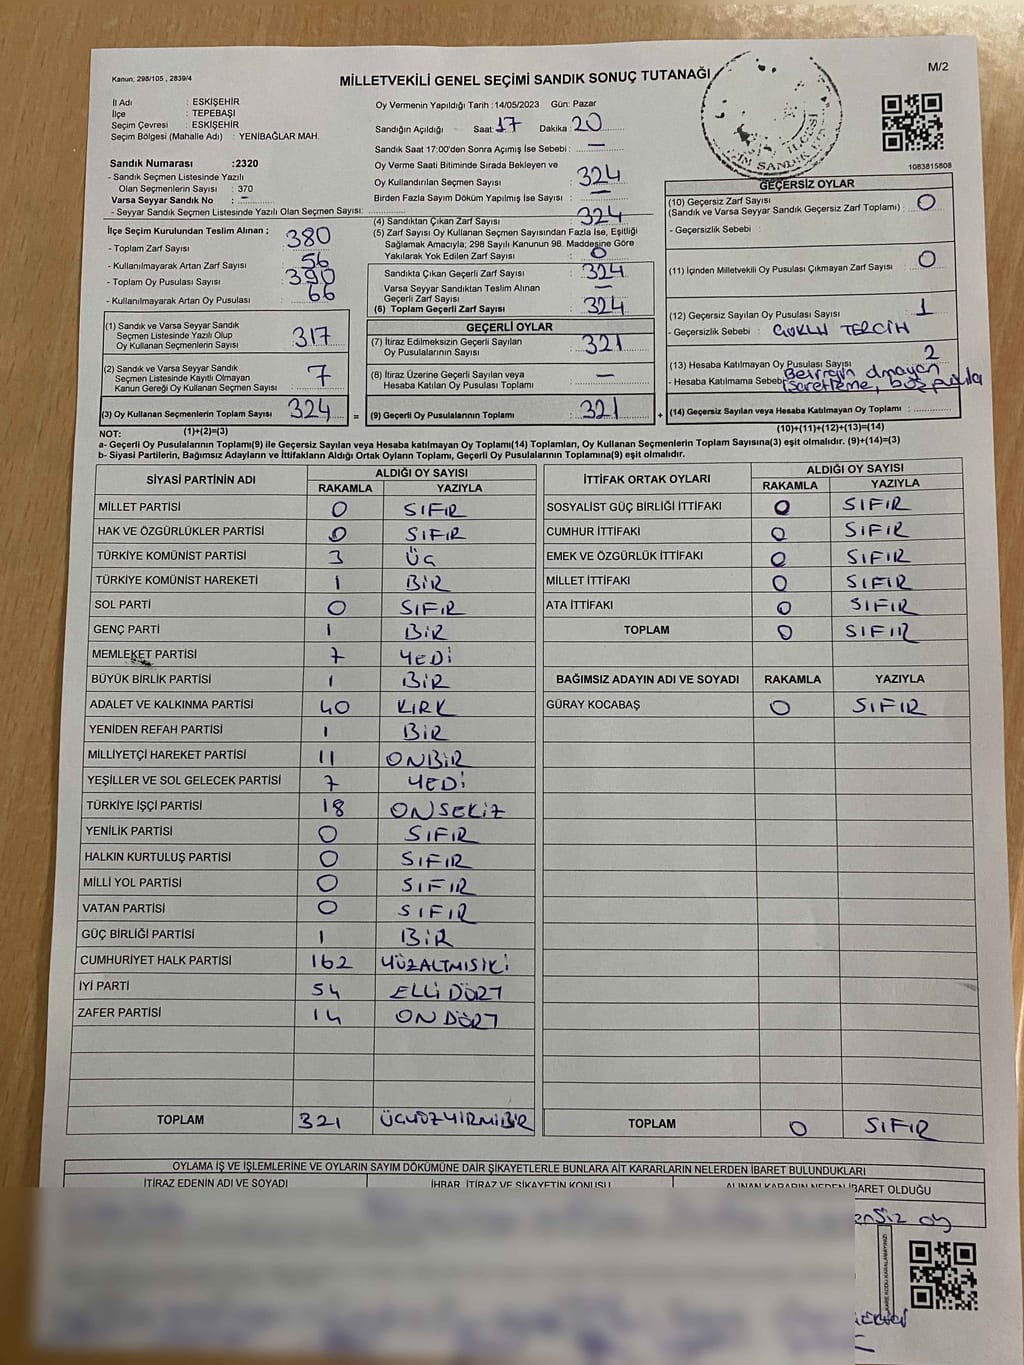 Kanun; 298/105 , 2839/4
MİLLETVEKİLİ GENEL SEÇİMİ SANDIK SONUÇ TUTANAĞI
M/2
İl Adı : ESKİŞEHİR
İlçe : TEPEBAŞI
Seçim Çevresi : ESKİŞEHİR
Seçim Bölgesi (Mahalle Adı) : YENİBAĞLAR MAH.
Sandık Numarası :2320
- Sandık Seçmen Listesinde Yazılı
Olan Seçmenlerin Sayısı : 370
Varsa Seyyar Sandık No : -
- Seyyar Sandık Seçmen Listesinde Yazılı Olan Seçmen Sayısı:
İlçe Seçim Kurulundan Teslim Alınan ;
- Toplam Zarf Sayısı : 380
- Kullanılmayarak Artan Zarf Sayısı : 56
- Toplam Oy Pusulası Sayısı : 390
- Kullanılmayarak Artan Oy Pusulası : 66
Oy Vermenin Yapıldığı Tarih :14/05/2023 Gün: Pazar
Sandığın Açıldığı Saat: 17 Dakika : 20
Sandık Saat 17:00'den Sonra Açımış İse Sebebi : —
Oy Verme Saati Bitiminde Sırada Bekleyen ve
Oy Kullandırılan Seçmen Sayısı : 324
Birden Fazla Sayım Döküm Yapılmış İse Sayısı : —
(4) Sandıktan Çıkan Zarf Sayısı : 324
(5) Zarf Sayısı Oy Kullanan Seçmen Sayısından Fazla İse, Eşitliği
Sağlamak Amacıyla; 298 Sayılı Kanunun 98. Maddesine Göre
Yakılarak Yok Edilen Zarf Sayısı : 0
Sandıkta Çıkan Geçerli Zarf Sayısı : 324
Varsa Seyyar Sandıktan Teslim Alınan
Geçerli Zarf Sayısı : —
(6) Toplam Geçerli Zarf Sayısı : 324
1083815808
GEÇERSİZ OYLAR
(10) Geçersiz Zarf Sayısı
(Sandık ve Varsa Seyyar Sandık Geçersiz Zarf Toplamı) : 0
- Geçersizlik Sebebi :
(11) İçinden Milletvekili Oy Pusulası Çıkmayan Zarf Sayısı : 0
(12) Geçersiz Sayılan Oy Pusulası Sayısı : 1
- Geçersizlik Sebebi : ÇOKLU TERCİH
(13) Hesaba Katılmayan Oy Pusulası Sayısı : 2
- Hesaba Katılmama Sebebi Belirgin olmayan
işaretleme, boş pusula
(14) Geçersiz Sayılan veya Hesaba Katılmayan Oy Toplamı :
(10)+(11)+(12)+(13)=(14)
(1) Sandık ve Varsa Seyyar Sandık
Seçmen Listesinde Yazılı Olup
Oy Kullanan Seçmenlerin Sayısı : 317
(2) Sandık ve Varsa Seyyar Sandık
Seçmen Listesinde Kayıtlı Olmayan
Kanun Gereği Oy Kullanan Seçmen Sayısı : 7
(3) Oy Kullanan Seçmenlerin Toplam Sayısı : 324
(1)+(2)=(3)
GEÇERLİ OYLAR
(7) İtiraz Edilmeksizin Geçerli Sayılan
Oy Pusulalarının Sayısı : 321
(8) İtiraz Üzerine Geçerli Sayılan veya
Hesaba Katılan Oy Pusulası Toplamı : —
= (9) Geçerli Oy Pusulalarının Toplamı : 321 +
NOT:
a- Geçerli Oy Pusulalarının Toplamı(9) ile Geçersiz Sayılan veya Hesaba katılmayan Oy Toplamı(14) Toplamları, Oy Kullanan Seçmenlerin Toplam Sayısına(3) eşit olmalıdır. (9)+(14)=(3)
b- Siyasi Partilerin, Bağımsız Adayların ve İttifakların Aldığı Ortak Oyların Toplamı, Geçerli Oy Pusulalarının Toplamına(9) eşit olmalıdır.
SİYASİ PARTİNİN ADI ALDIĞI OY SAYISI
RAKAMLA YAZIYLA
MİLLET PARTİSİ 0 SIFIR
HAK VE ÖZGÜRLÜKLER PARTİSİ 0 SIFIR
TÜRKİYE KOMÜNİST PARTİSİ 3 ÜÇ
TÜRKİYE KOMÜNİST HAREKETİ 1 BİR
SOL PARTİ 0 SIFIR
GENÇ PARTİ 1 BİR
MEMLEKET PARTİSİ 7 YEDİ
BÜYÜK BİRLİK PARTİSİ 1 BİR
ADALET VE KALKINMA PARTİSİ 40 KIRK
YENİDEN REFAH PARTİSİ 1 BİR
MİLLİYETÇİ HAREKET PARTİSİ 11 ONBİR
YEŞİLLER VE SOL GELECEK PARTİSİ 7 YEDİ
TÜRKİYE İŞÇİ PARTİSİ 18 ONSEKİZ
YENİLİK PARTİSİ 0 SIFIR
HALKIN KURTULUŞ PARTİSİ 0 SIFIR
MİLLİ YOL PARTİSİ 0 SIFIR
VATAN PARTİSİ 0 SIFIR
GÜÇ BİRLİĞİ PARTİSİ 1 BİR
CUMHURİYET HALK PARTİSİ 162 YÜZALTMISİKİ
İYİ PARTİ 54 ELLİ DÖRT
ZAFER PARTİSİ 14 ON DÖRT
TOPLAM 321 ÜÇYÜZYİRMİBİR
İTTİFAK ORTAK OYLARI ALDIĞI OY SAYISI
RAKAMLA YAZIYLA
SOSYALİST GÜÇ BİRLİĞİ İTTİFAKI 0 SIFIR
CUMHUR İTTİFAKI 0 SIFIR
EMEK VE ÖZGÜRLÜK İTTİFAKI 0 SIFIR
MİLLET İTTİFAKI 0 SIFIR
ATA İTTİFAKI 0 SIFIR
TOPLAM 0 SIFIR
BAĞIMSIZ ADAYIN ADI VE SOYADI RAKAMLA YAZIYLA
GÜRAY KOCABAŞ 0 SIFIR
TOPLAM 0 SIFIR
OYLAMA İŞ VE İŞLEMLERİNE VE OYLARIN SAYIM DÖKÜMÜNE DAİR ŞİKAYETLERLE BUNLARA AİT KARARLARIN NELERDEN İBARET BULUNDUKLARI
İTİRAZ EDENİN ADI VE SOYADI İHBAR, İTİRAZ VE ŞİKAYETİN KONUSU ALINAN KARARIN NEDEN İBARET OLDUĞU
oy